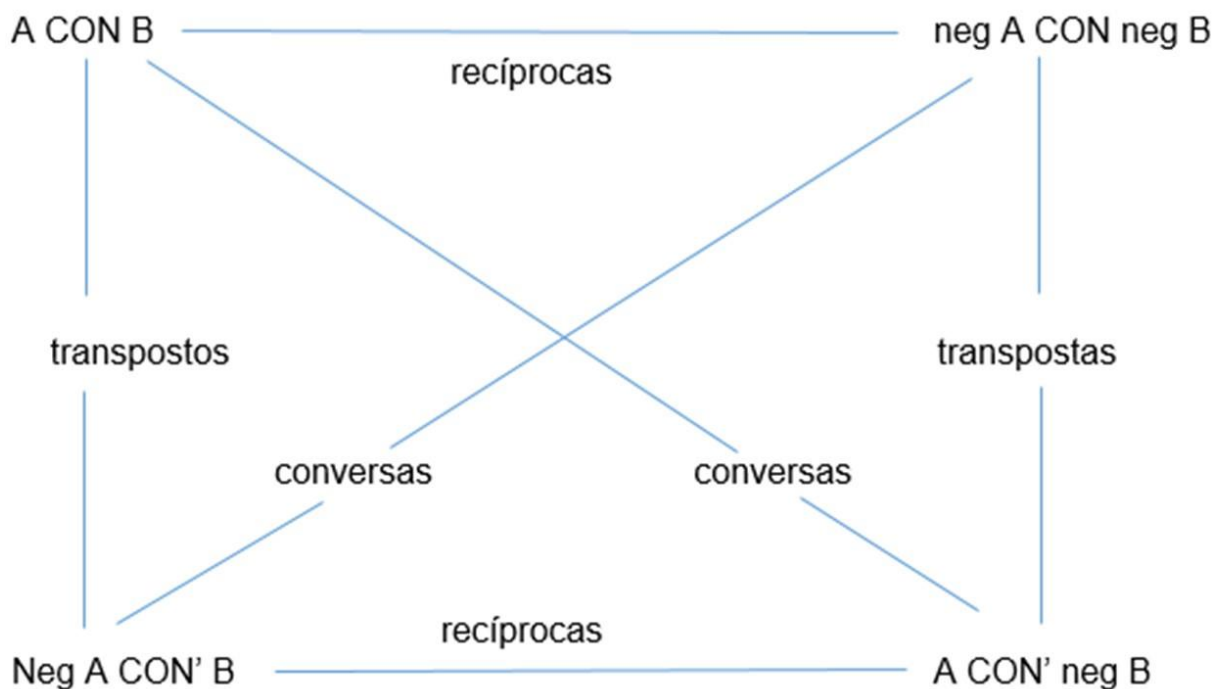 A CON B
neg A CON neg B
recíprocas
transpostos
transpostas
conversas
conversas
recíprocas
Neg A CON’ B
A CON’ neg B